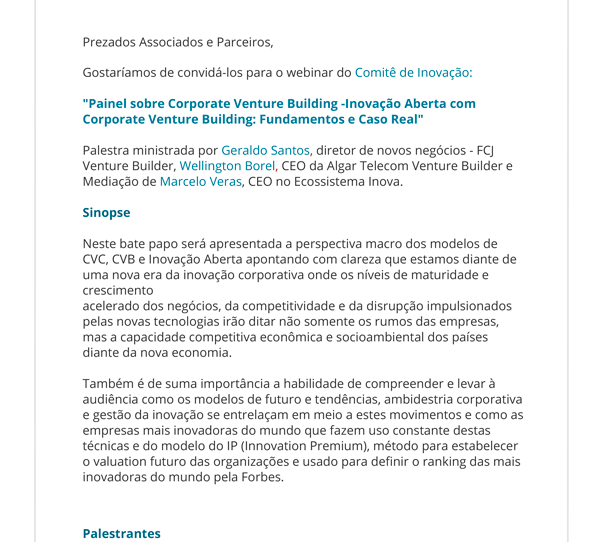 Prezados Associados e Parceiros,
Gostaríamos de convidá-los para o webinar do Comitê de Inovação:
"Painel sobre Corporate Venture Building -Inovação Aberta com
Corporate Venture Building: Fundamentos e Caso Real"
Palestra ministrada por Geraldo Santos, diretor de novos negócios - FCJ
Venture Builder, Wellington Borel, CEO da Algar Telecom Venture Builder e
Mediação de Marcelo Veras, CEO no Ecossistema Inova.
Sinopse
Neste bate papo será apresentada a perspectiva macro dos modelos de
CVC, CVB e Inovação Aberta apontando com clareza que estamos diante de
uma nova era da inovação corporativa onde os níveis de maturidade e
crescimento
acelerado dos negócios, da competitividade e da disrupção impulsionados
pelas novas tecnologias irão ditar não somente os rumos das empresas,
mas a capacidade competitiva econômica e socioambiental dos países
diante da nova economia.
Também é de suma importância a habilidade de compreender e levar à
audiência como os modelos de futuro e tendências, ambidestria corporativa
e gestão da inovação se entrelaçam em meio a estes movimentos e como as
empresas mais inovadoras do mundo que fazem uso constante destas
técnicas e do modelo do IP (Innovation Premium), método para estabelecer
o valuation futuro das organizações e usado para definir o ranking das mais
inovadoras do mundo pela Forbes.
Palestrantes